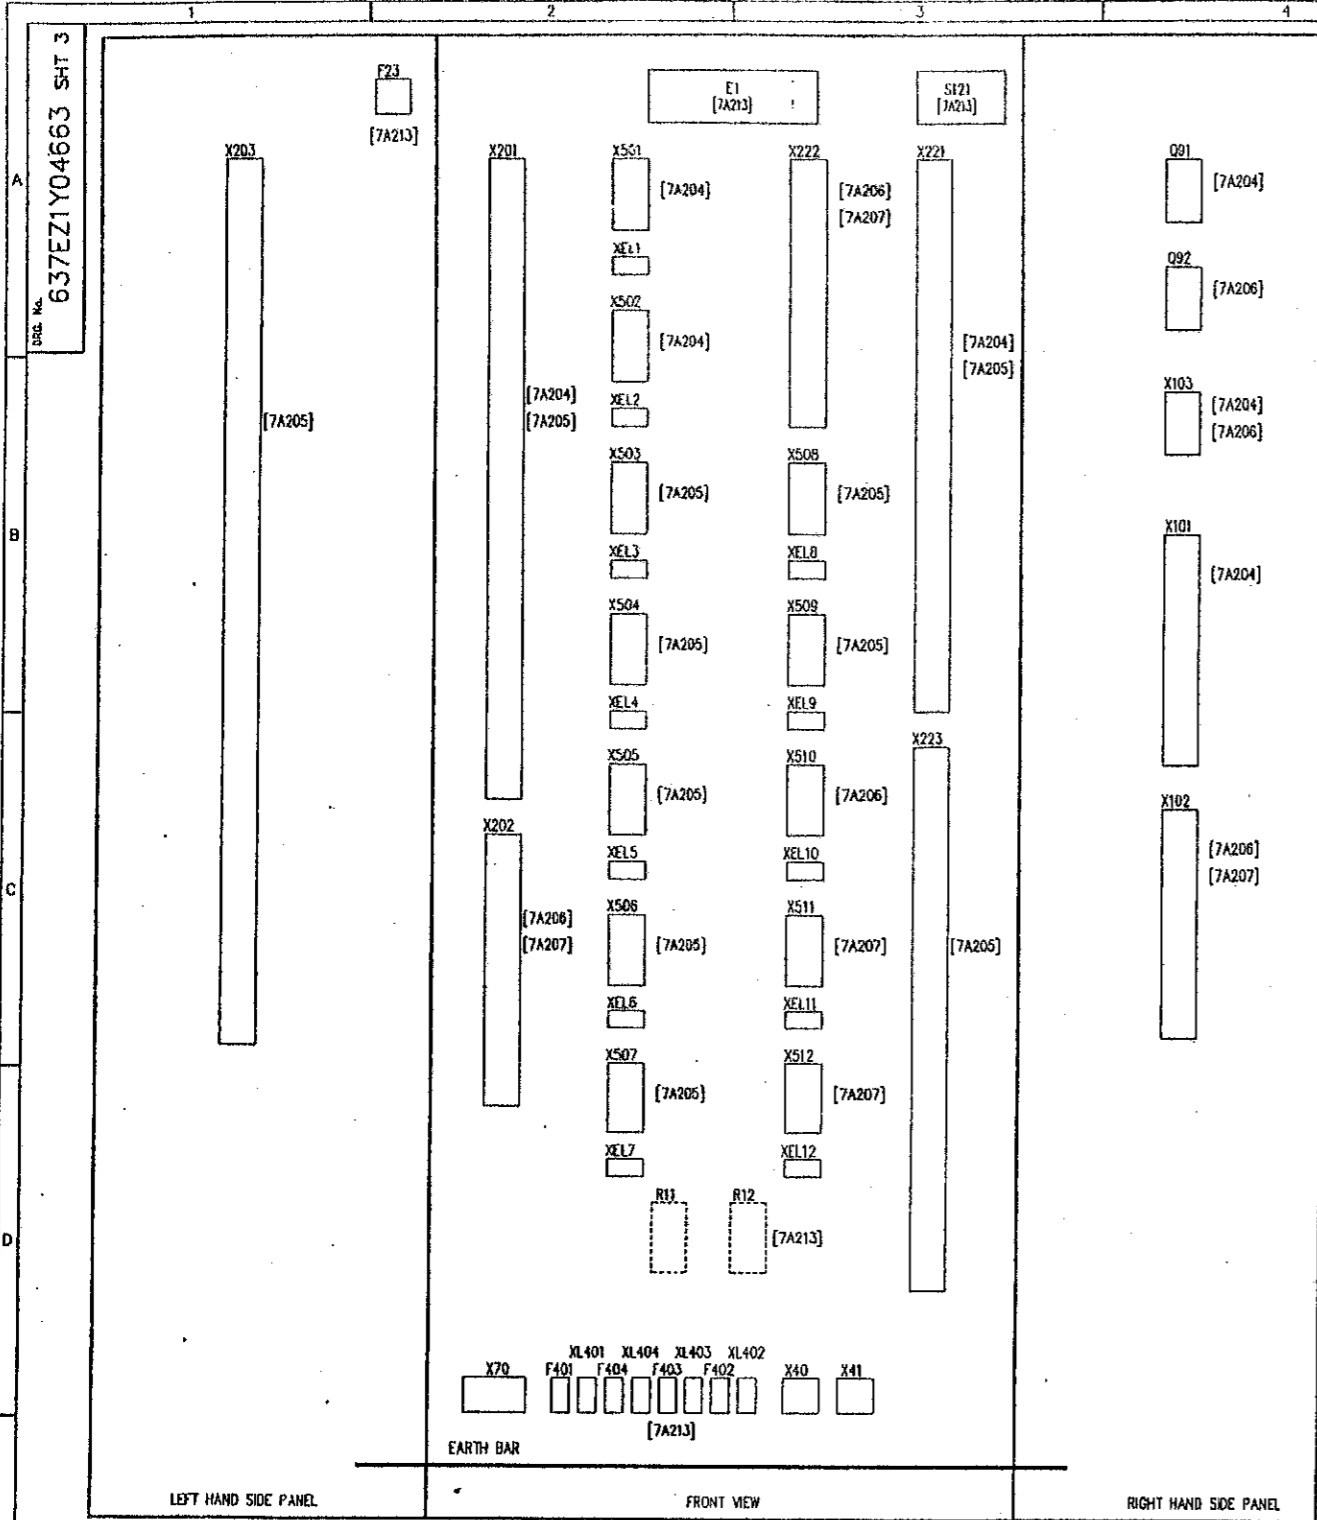 1 2 3 4
DRG. No. 637EZ1Y04663 SHT 3
A
B
C
D
F23
[7A213]
X203
[7A205]
LEFT HAND SIDE PANEL
E1
[7A213]
S121
[7A213]
X201
[7A204]
[7A205]
X202
[7A206]
[7A207]
X501
[7A204]
XEL1
X502
[7A204]
XEL2
X503
[7A205]
XEL3
X504
[7A205]
XEL4
X505
[7A205]
XEL5
X506
[7A205]
XEL6
X507
[7A205]
XEL7
X222
[7A206]
[7A207]
X508
[7A205]
XEL8
X509
[7A205]
XEL9
X510
[7A206]
XEL10
X511
[7A207]
XEL11
X512
[7A207]
XEL12
X221
[7A204]
[7A205]
X223
[7A205]
R11 R12
[7A213]
XL401 XL404 XL403 XL402
X70 F401 F404 F403 F402 X40 X41
[7A213]
EARTH BAR
FRONT VIEW
Q91
[7A204]
Q92
[7A206]
X103
[7A204]
[7A206]
X101
[7A204]
X102
[7A206]
[7A207]
RIGHT HAND SIDE PANEL